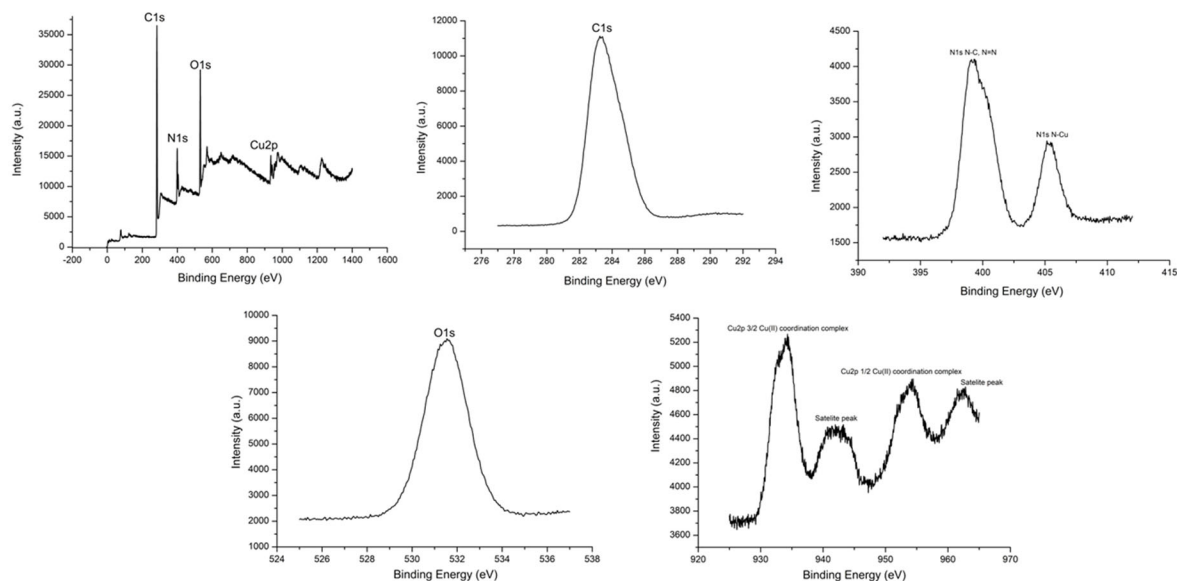 C1s
O1s
N1s
Cu2p
40000
35000
30000
25000
20000
15000
10000
5000
0
-200 0 200 400 600 800 1000 1200 1400 1600
Binding Energy (eV)
Intensity (a.u.)
C1s
12000
10000
8000
6000
4000
2000
0
276 278 280 282 284 286 288 290 292 294
Binding Energy (eV)
Intensity (a.u.)
N1s N-C, N=N
N1s N-Cu
4500
4000
3500
3000
2500
2000
1500
390 395 400 405 410 415
Binding Energy (eV)
Intensity (a.u.)
O1s
10000
9000
8000
7000
6000
5000
4000
3000
2000
1000
524 526 528 530 532 534 536 538
Binding Energy (eV)
Intensity (a.u.)
Cu2p 3/2 Cu(II) coordination complex
Satelite peak
Cu2p 1/2 Cu(II) coordination complex
Satelite peak
5400
5200
5000
4800
4600
4400
4200
4000
3800
3600
920 930 940 950 960 970
Binding Energy (eV)
Intensity (a.u.)